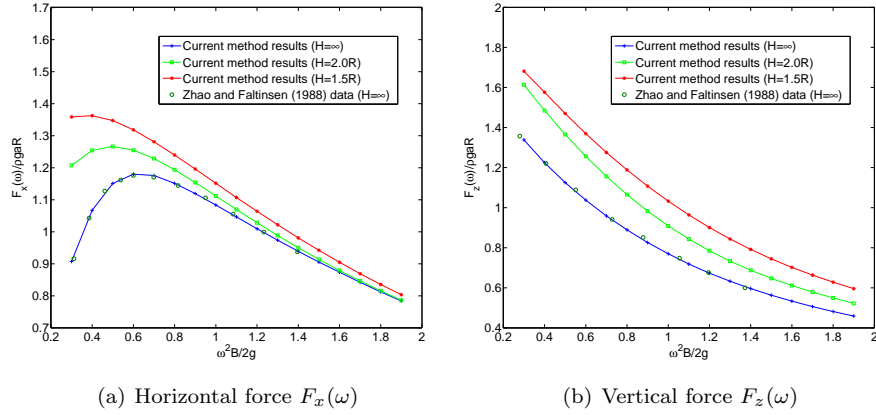 1.7
1.6
1.5
1.4
1.3
1.2
1.1
1
0.9
0.8
0.7
F_x(ω)/ρgaR
Current method results (H=∞)
Current method results (H=2.0R)
Current method results (H=1.5R)
Zhao and Faltinsen (1988) data (H=∞)
0.2 0.4 0.6 0.8 1 1.2 1.4 1.6 1.8 2
ω²B/2g
(a) Horizontal force F_x(ω)
2
1.8
1.6
1.4
1.2
1
0.8
0.6
0.4
F_z(ω)/ρgaR
Current method results (H=∞)
Current method results (H=2.0R)
Current method results (H=1.5R)
Zhao and Faltinsen (1988) data (H=∞)
0.2 0.4 0.6 0.8 1 1.2 1.4 1.6 1.8 2
ω²B/2g
(b) Vertical force F_z(ω)